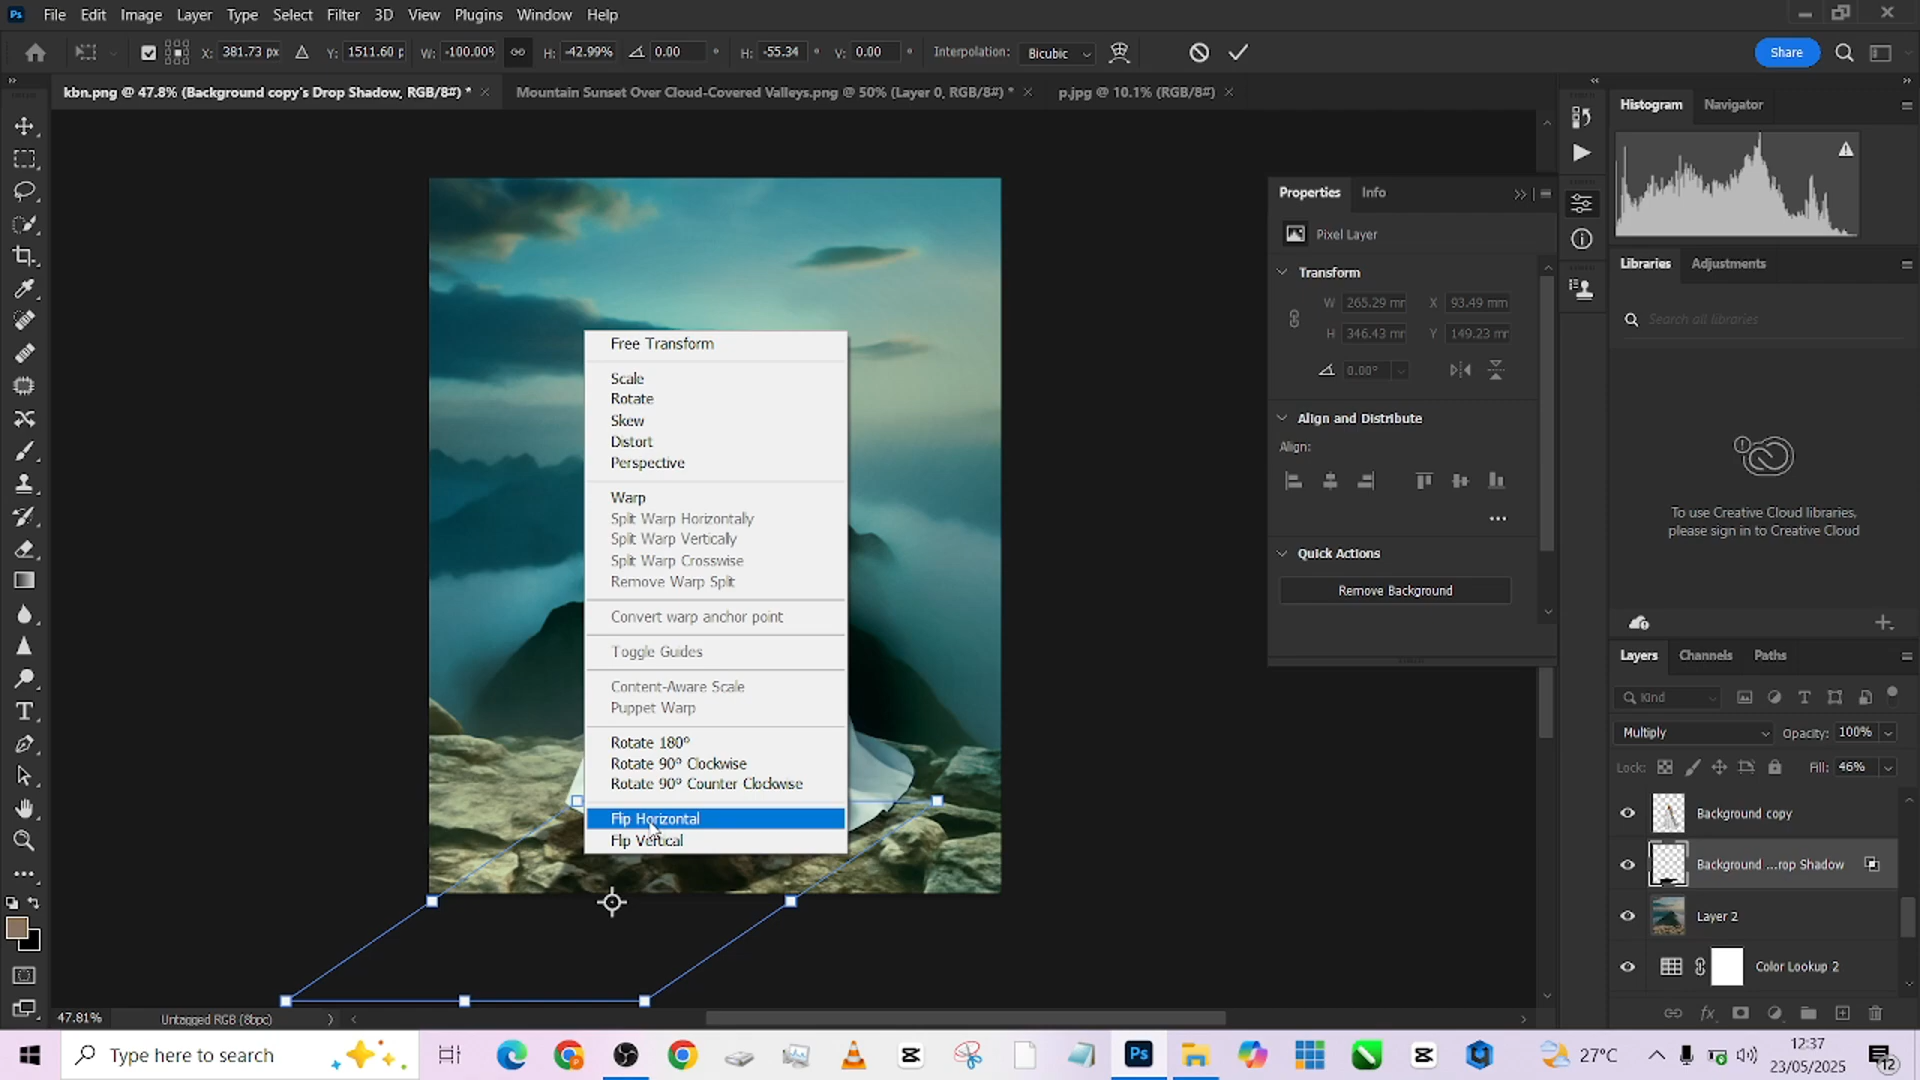 Ps File Edit Image Layer Type Select Filter 3D View Plugins Window Help
X: 381.73 px Y: 1511.60 p W: -100.00% H: -42.99% 0.00 ° H: -55.34 ° V: 0.00 ° Interpolation: Bicubic Share
kbn.png @ 47.8% (Background copy's Drop Shadow, RGB/8#) * Mountain Sunset Over Cloud-Covered Valleys.png @ 50% (Layer 0, RGB/8#) * p.jpg @ 10.1% (RGB/8#)
Histogram Navigator
Properties Info
Pixel Layer
Transform
W 265.29 mr X 93.49 mm
H 346.43 mr Y 149.23 mm
0.00°
Align and Distribute
Align:
Quick Actions
Remove Background
Libraries Adjustments
Search all libraries
To use Creative Cloud libraries,
please sign in to Creative Cloud
Free Transform
Scale
Rotate
Skew
Distort
Perspective
Warp
Split Warp Horizontally
Split Warp Vertically
Split Warp Crosswise
Remove Warp Split
Convert warp anchor point
Toggle Guides
Content-Aware Scale
Puppet Warp
Rotate 180°
Rotate 90° Clockwise
Rotate 90° Counter Clockwise
Flip Horizontal
Flip Vertical
Layers Channels Paths
Kind
Multiply Opacity: 100%
Lock: Fill: 46%
Background copy
Background ...rop Shadow
Layer 2
Color Lookup 2
47.81% Untagged RGB (8bpc)
Type here to search
27°C
12:37
23/05/2025
12